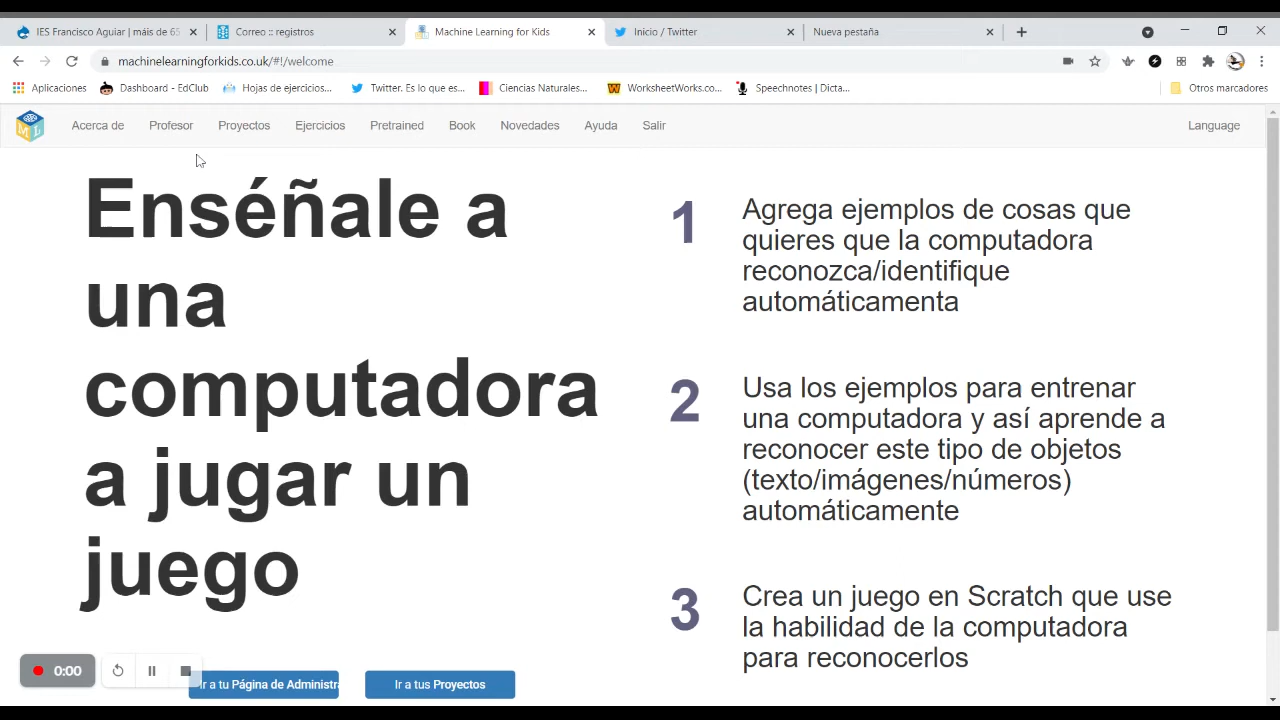 IES Francisco Aguiar | máis de 65
Correo :: registros
Machine Learning for Kids
Inicio / Twitter
Nueva pestaña
machinelearningforkids.co.uk/#!/welcome
Aplicaciones
Dashboard - EdClub
Hojas de ejercicios...
Twitter. Es lo que es...
Ciencias Naturales...
WorksheetWorks.co...
Speechnotes | Dicta...
Otros marcadores
ML
Acerca de
Profesor
Proyectos
Ejercicios
Pretrained
Book
Novedades
Ayuda
Salir
Language
Enséñale a
una
computadora
a jugar un
juego
1
Agrega ejemplos de cosas que
quieres que la computadora
reconozca/identifique
automáticamenta
2
Usa los ejemplos para entrenar
una computadora y así aprende a
reconocer este tipo de objetos
(texto/imágenes/números)
automáticamente
3
Crea un juego en Scratch que use
la habilidad de la computadora
para reconocerlos
0:00
Ir a tu Página de Administra
Ir a tus Proyectos